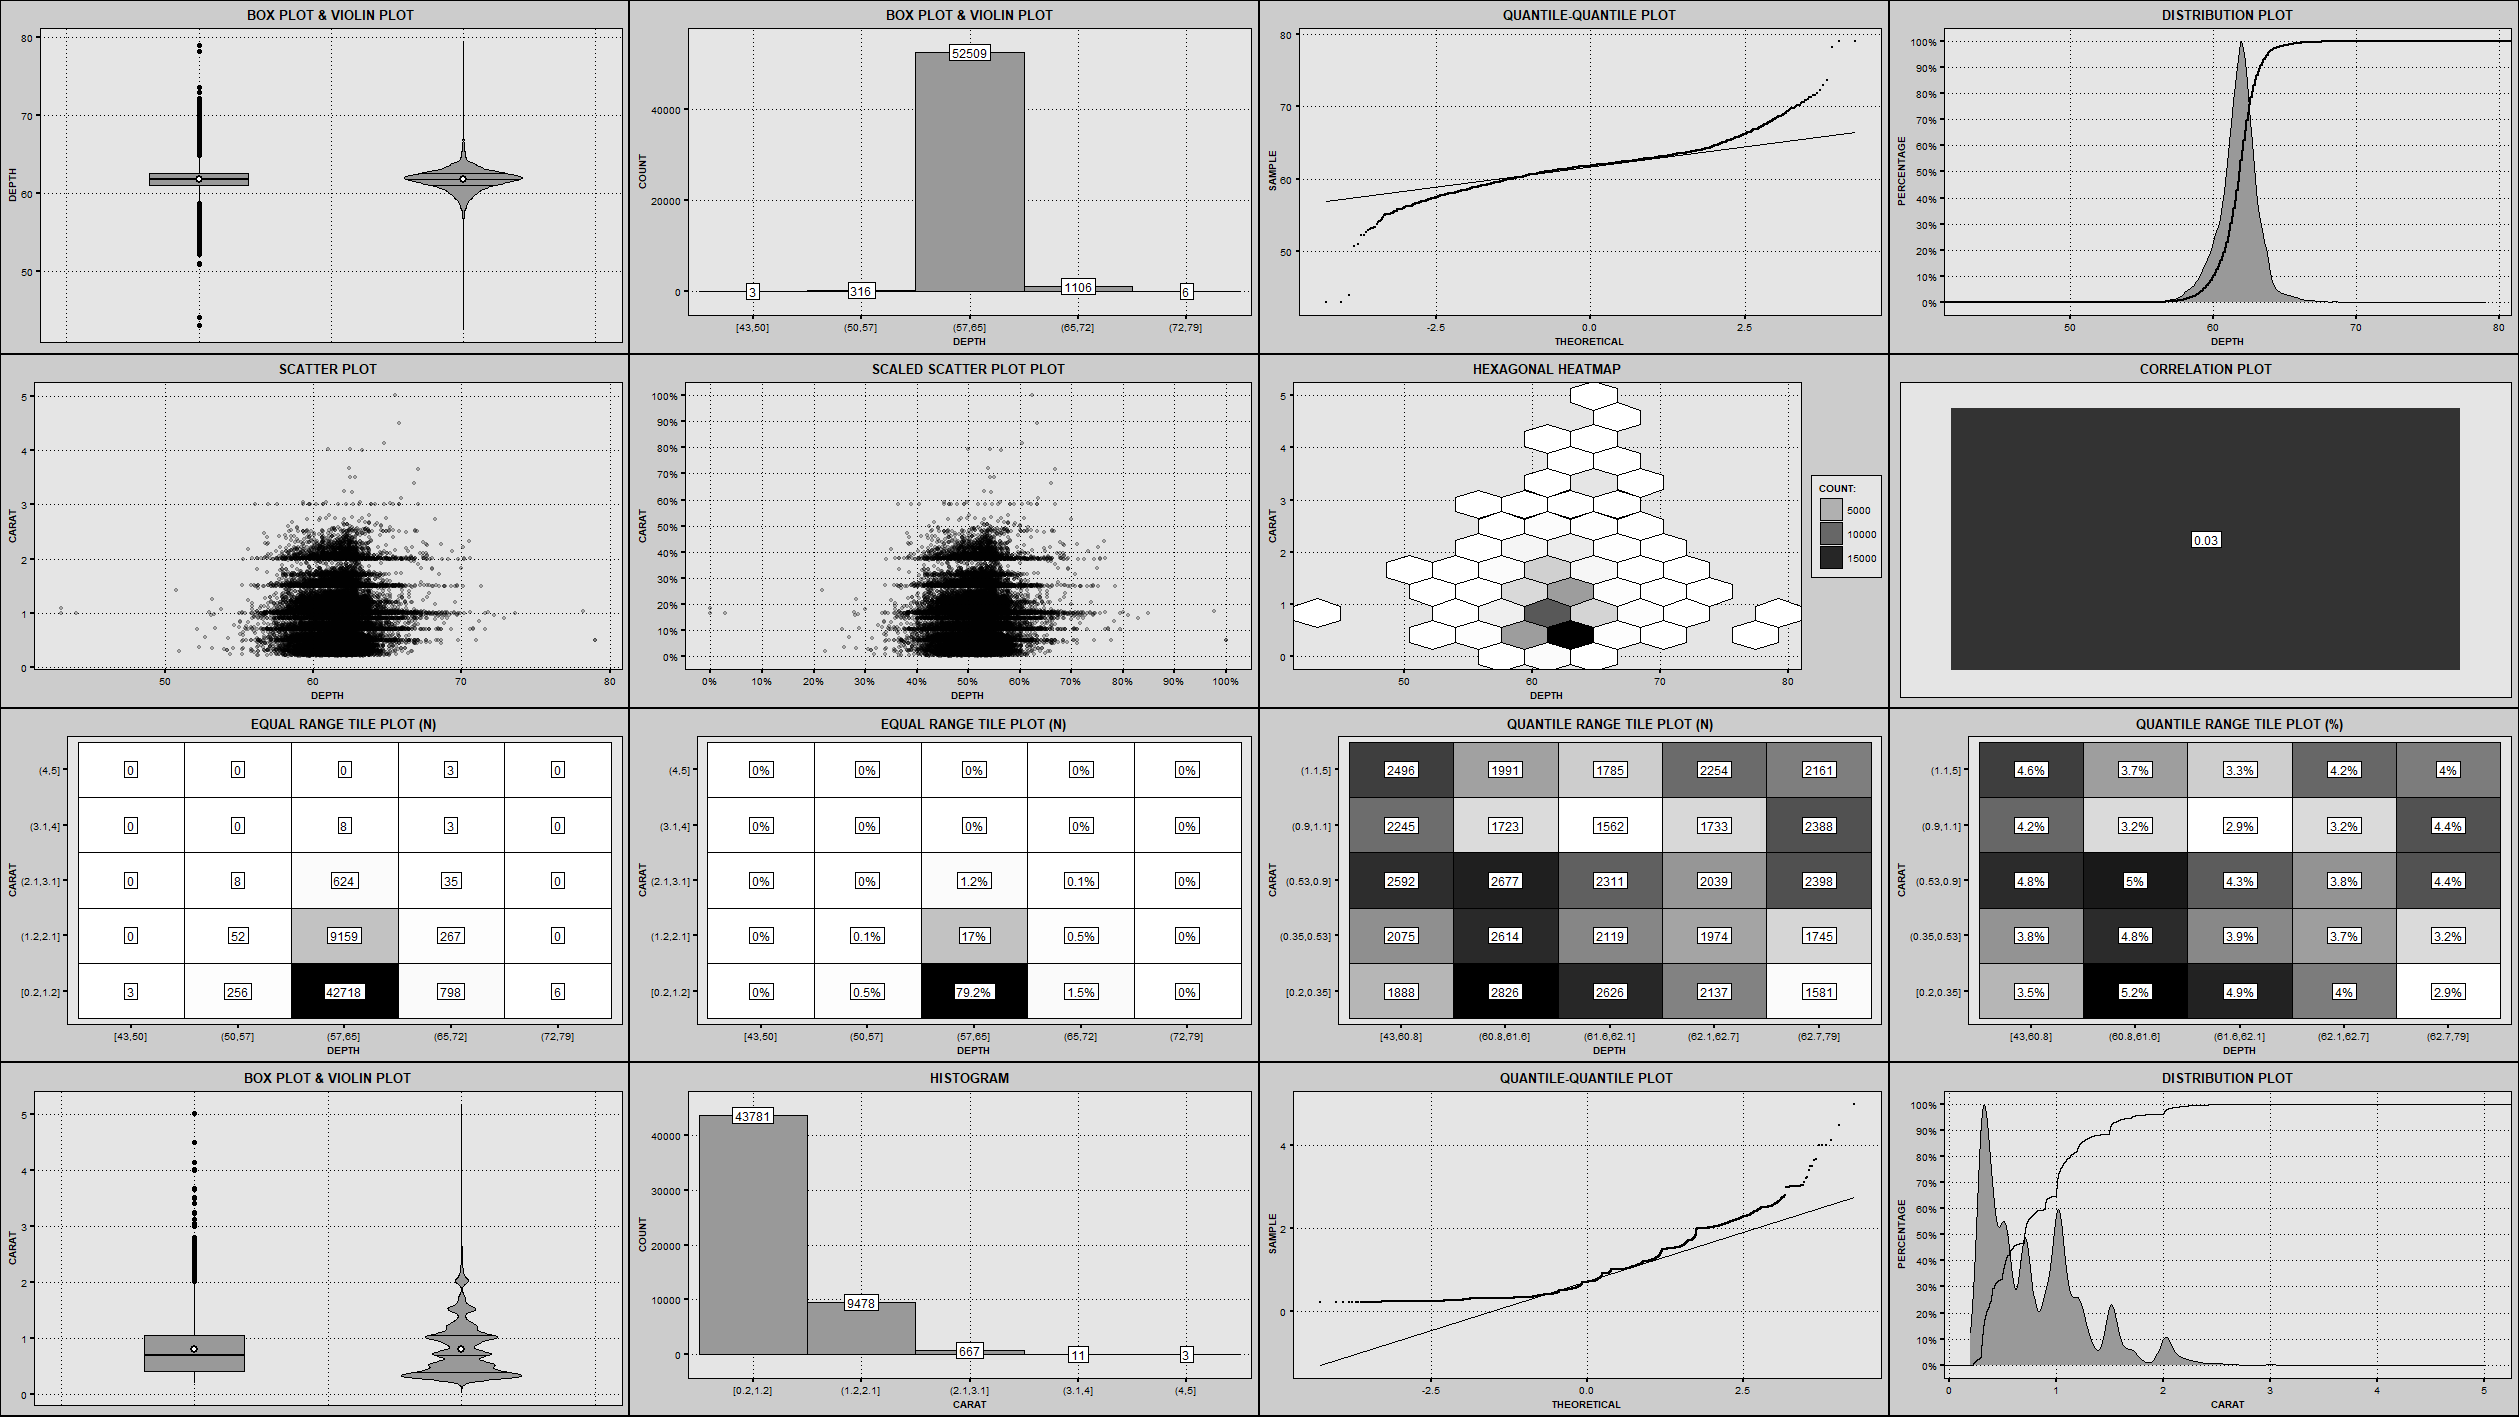 BOX PLOT & VIOLIN PLOT
80
70
60
50
DEPTH
BOX PLOT & VIOLIN PLOT
40000
20000
0
COUNT
52509
3
316
1106
6
[43,50] (50,57] (57,65] (65,72] (72,79]
DEPTH
QUANTILE-QUANTILE PLOT
80
70
60
50
SAMPLE
-2.5 0.0 2.5
THEORETICAL
DISTRIBUTION PLOT
100%
90%
80%
70%
60%
50%
40%
30%
20%
10%
0%
PERCENTAGE
50 60 70 80
DEPTH
SCATTER PLOT
5
4
3
2
1
0
CARAT
50 60 70 80
DEPTH
SCALED SCATTER PLOT PLOT
100%
90%
80%
70%
60%
50%
40%
30%
20%
10%
0%
CARAT
0% 10% 20% 30% 40% 50% 60% 70% 80% 90% 100%
DEPTH
HEXAGONAL HEATMAP
5
4
3
2
1
0
CARAT
50 60 70 80
DEPTH
COUNT:
5000
10000
15000
CORRELATION PLOT
0.03
EQUAL RANGE TILE PLOT (N)
CARAT
(4,5] 0 0 0 3 0
(3.1,4] 0 0 8 3 0
(2.1,3.1] 0 8 624 35 0
(1.2,2.1] 0 52 9159 267 0
[0.2,1.2] 3 256 42718 798 6
[43,50] (50,57] (57,65] (65,72] (72,79]
DEPTH
EQUAL RANGE TILE PLOT (N)
CARAT
(4,5] 0% 0% 0% 0% 0%
(3.1,4] 0% 0% 0% 0% 0%
(2.1,3.1] 0% 0% 1.2% 0.1% 0%
(1.2,2.1] 0% 0.1% 17% 0.5% 0%
[0.2,1.2] 0% 0.5% 79.2% 1.5% 0%
[43,50] (50,57] (57,65] (65,72] (72,79]
DEPTH
QUANTILE RANGE TILE PLOT (N)
CARAT
(1.1,5] 2496 1991 1785 2254 2161
(0.9,1.1] 2245 1723 1562 1733 2388
(0.53,0.9] 2592 2677 2311 2039 2398
(0.35,0.53] 2075 2614 2119 1974 1745
[0.2,0.35] 1888 2826 2626 2137 1581
[43,60.8] (60.8,61.6] (61.6,62.1] (62.1,62.7] (62.7,79]
DEPTH
QUANTILE RANGE TILE PLOT (%)
CARAT
(1.1,5] 4.6% 3.7% 3.3% 4.2% 4%
(0.9,1.1] 4.2% 3.2% 2.9% 3.2% 4.4%
(0.53,0.9] 4.8% 5% 4.3% 3.8% 4.4%
(0.35,0.53] 3.8% 4.8% 3.9% 3.7% 3.2%
[0.2,0.35] 3.5% 5.2% 4.9% 4% 2.9%
[43,60.8] (60.8,61.6] (61.6,62.1] (62.1,62.7] (62.7,79]
DEPTH
BOX PLOT & VIOLIN PLOT
5
4
3
2
1
0
CARAT
HISTOGRAM
40000
30000
20000
10000
0
COUNT
43781
9478
667
11
3
[0.2,1.2] (1.2,2.1] (2.1,3.1] (3.1,4] (4,5]
CARAT
QUANTILE-QUANTILE PLOT
4
2
0
SAMPLE
-2.5 0.0 2.5
THEORETICAL
DISTRIBUTION PLOT
100%
90%
80%
70%
60%
50%
40%
30%
20%
10%
0%
PERCENTAGE
0 1 2 3 4 5
CARAT